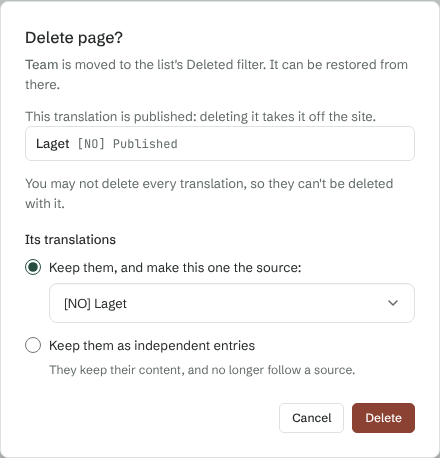 Delete page?
Team is moved to the list's Deleted filter. It can be restored from
there.
This translation is published: deleting it takes it off the site.
Laget [NO] Published
You may not delete every translation, so they can't be deleted
with it.
Its translations
Keep them, and make this one the source:
[NO] Laget
Keep them as independent entries
They keep their content, and no longer follow a source.
Cancel
Delete